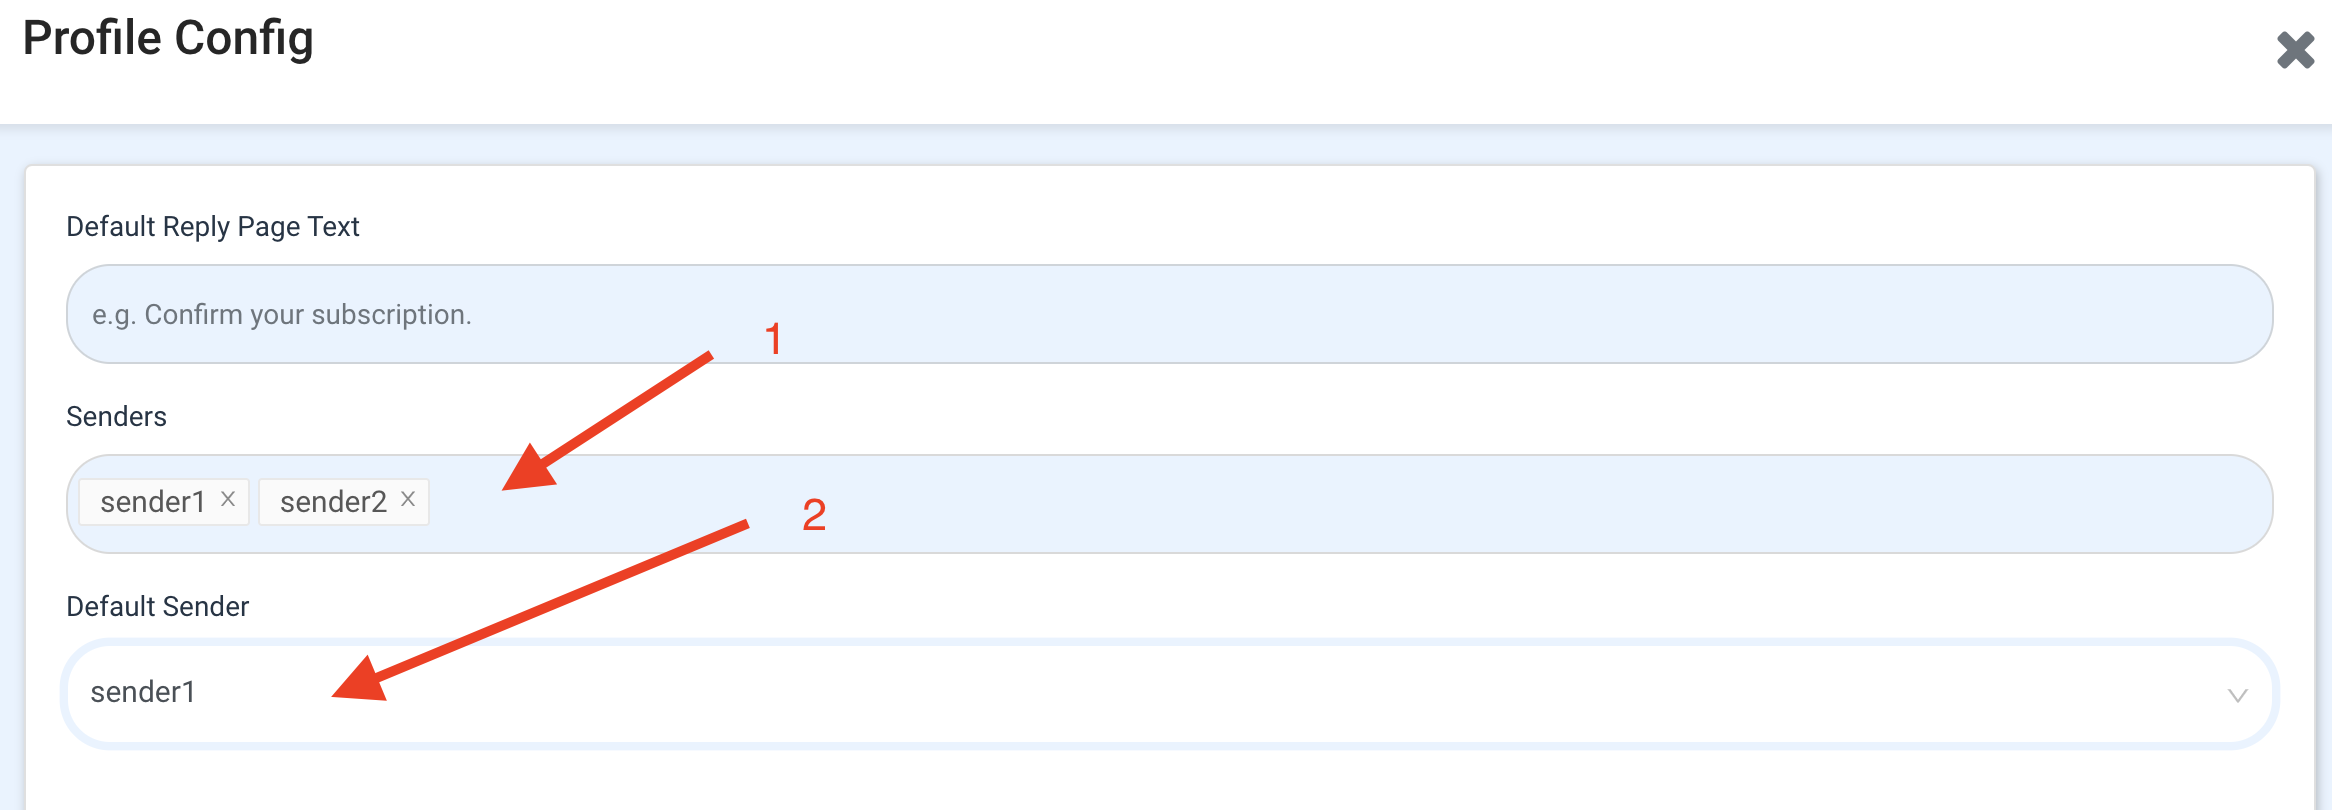 Profile Config
Default Reply Page Text
e.g. Confirm your subscription.
1
Senders
sender1 sender2
2
Default Sender
sender1